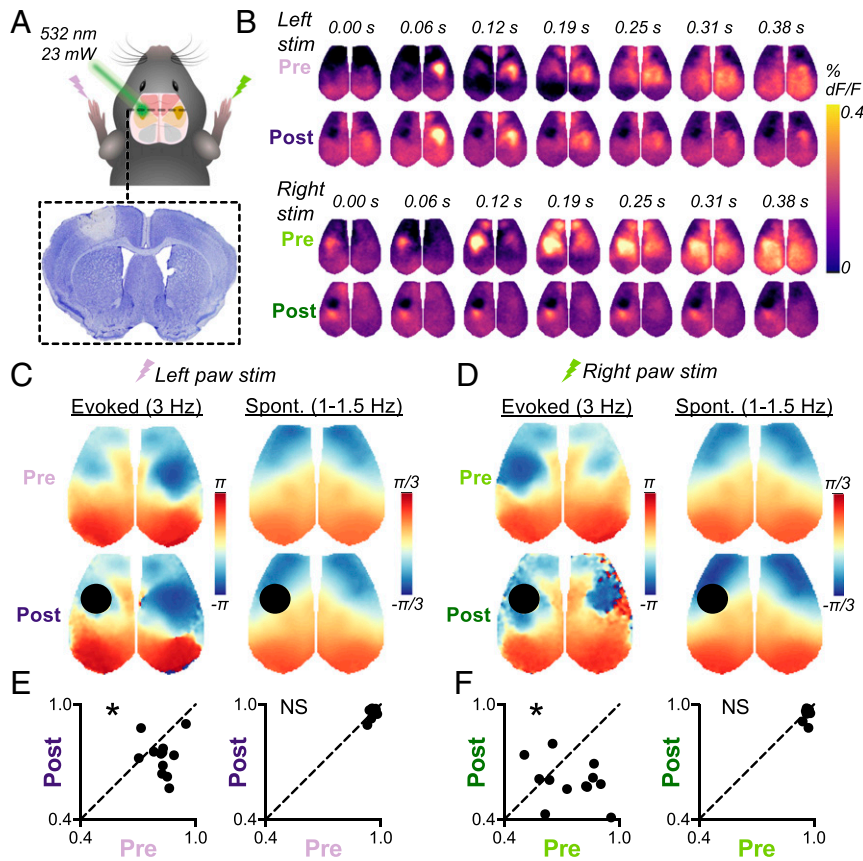 A
532 nm
23 mW
B
Left
stim
0.00 s 0.06 s 0.12 s 0.19 s 0.25 s 0.31 s 0.38 s
Pre
Post
%
dF/F
0.4
0
Right
stim
0.00 s 0.06 s 0.12 s 0.19 s 0.25 s 0.31 s 0.38 s
Pre
Post
C
Left paw stim
Evoked (3 Hz) Spont. (1-1.5 Hz)
Pre
π π/3
-π -π/3
Post
D
Right paw stim
Evoked (3 Hz) Spont. (1-1.5 Hz)
Pre
π π/3
-π -π/3
Post
E
1.0 * 1.0 NS
Post Post
0.4 0.4
0.4 1.0 0.4 1.0
Pre Pre
F
1.0 * 1.0 NS
Post Post
0.4 0.4
0.4 1.0 0.4 1.0
Pre Pre